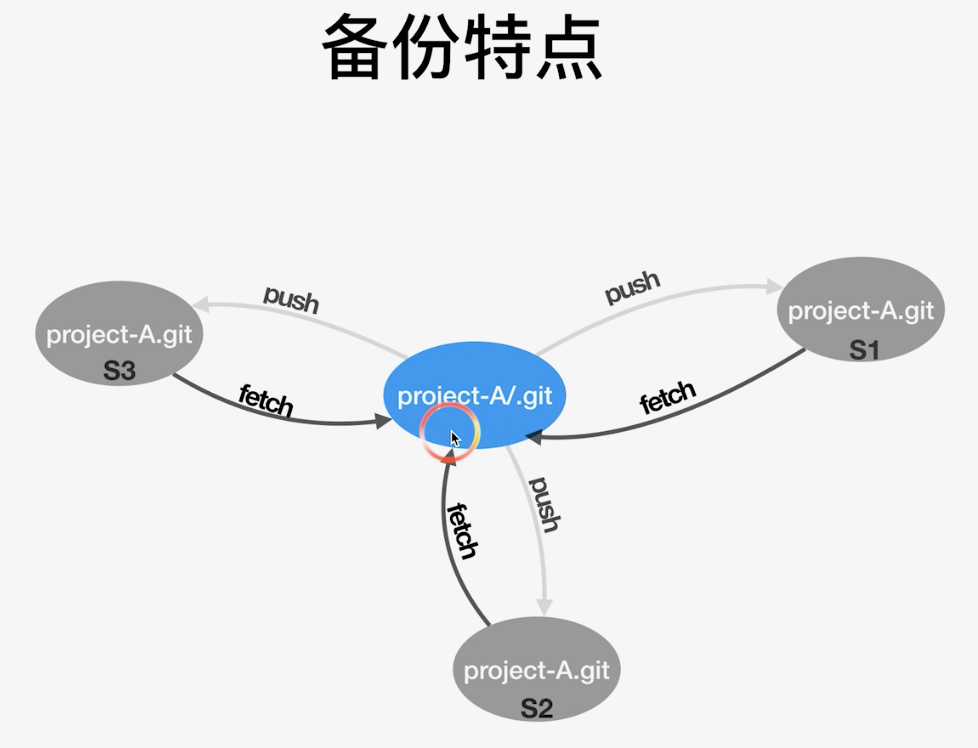 备份特点
push
push
project-A.git
S1
project-A.git
S3
project-A/.git
fetch
fetch
push
fetch
project-A.git
S2